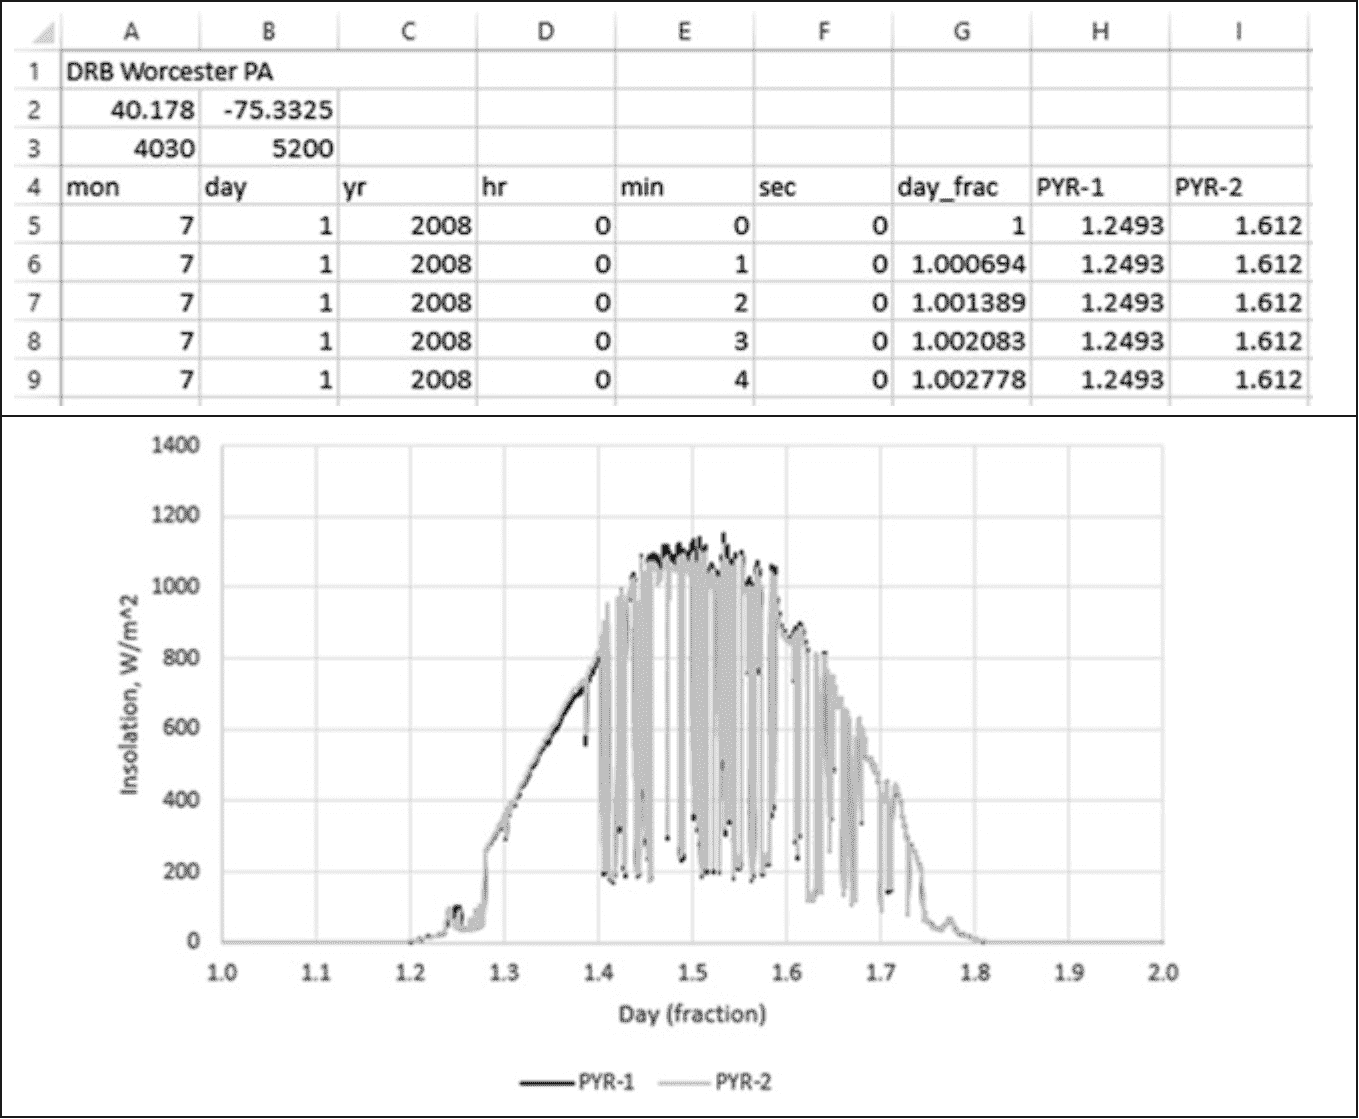 A B C D E F G H I
1 DRB Worcester PA
2 40.178 -75.3325
3 4030 5200
4 mon day yr hr min sec day_frac PYR-1 PYR-2
5 7 1 2008 0 0 0 1 1.2493 1.612
6 7 1 2008 0 1 0 1.000694 1.2493 1.612
7 7 1 2008 0 2 0 1.001389 1.2493 1.612
8 7 1 2008 0 3 0 1.002083 1.2493 1.612
9 7 1 2008 0 4 0 1.002778 1.2493 1.612
1400
1200
1000
800
600
400
200
0
Insolation, W/m^2
1.0 1.1 1.2 1.3 1.4 1.5 1.6 1.7 1.8 1.9 2.0
Day (fraction)
PYR-1 PYR-2